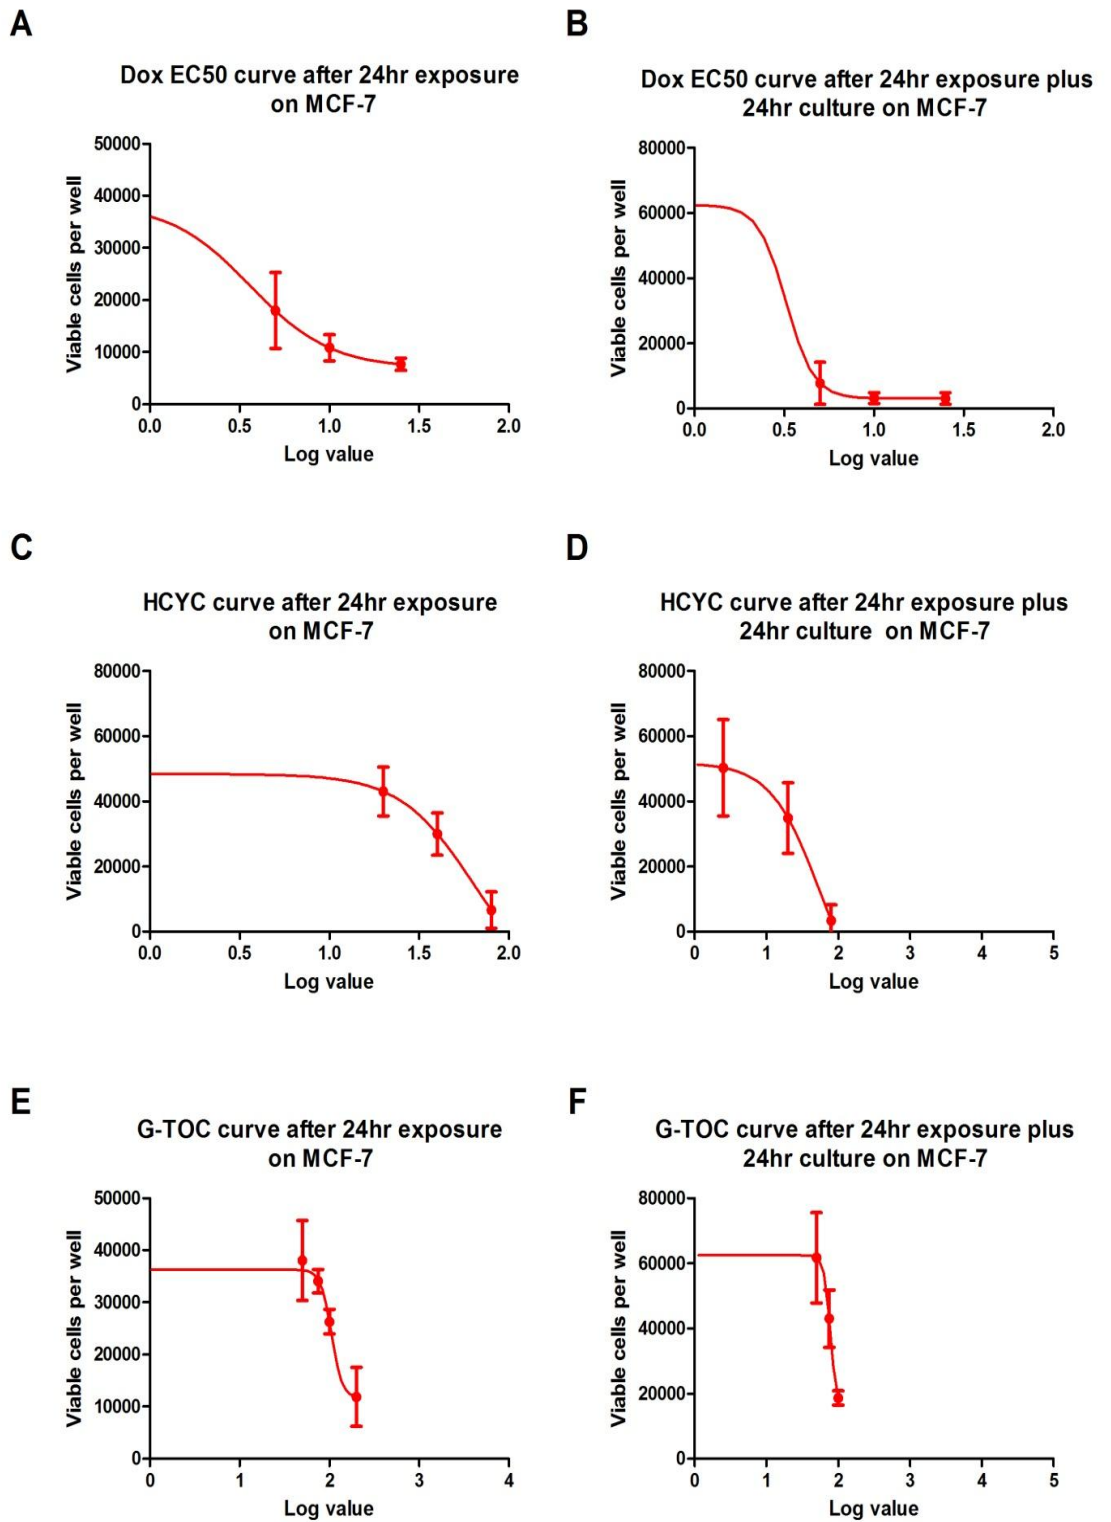 A
Dox EC50 curve after 24hr exposure
on MCF-7
Viable cells per well
50000
40000
30000
20000
10000
0
0.0 0.5 1.0 1.5 2.0
Log value
B
Dox EC50 curve after 24hr exposure plus
24hr culture on MCF-7
Viable cells per well
80000
60000
40000
20000
0
0.0 0.5 1.0 1.5 2.0
Log value
C
HCYC curve after 24hr exposure
on MCF-7
Viable cells per well
80000
60000
40000
20000
0
0.0 0.5 1.0 1.5 2.0
Log value
D
HCYC curve after 24hr exposure plus
24hr culture on MCF-7
Viable cells per well
80000
60000
40000
20000
0
0 1 2 3 4 5
Log value
E
G-TOC curve after 24hr exposure
on MCF-7
Viable cells per well
50000
40000
30000
20000
10000
0
0 1 2 3 4
Log value
F
G-TOC curve after 24hr exposure plus
24hr culture on MCF-7
Viable cells per well
80000
60000
40000
20000
0
0 1 2 3 4 5
Log value